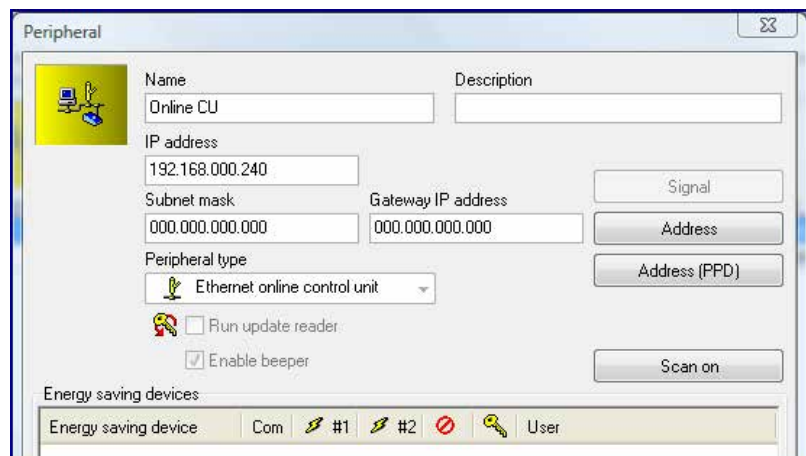 Peripheral
Name
Description
Online CU
IP address
192.168.000.240
Signal
Subnet mask
Gateway IP address
000.000.000.000
000.000.000.000
Address
Peripheral type
Address (PPD)
Ethernet online control unit
Run update reader
Enable beeper
Scan on
Energy saving devices
Energy saving device Com #1 #2 User